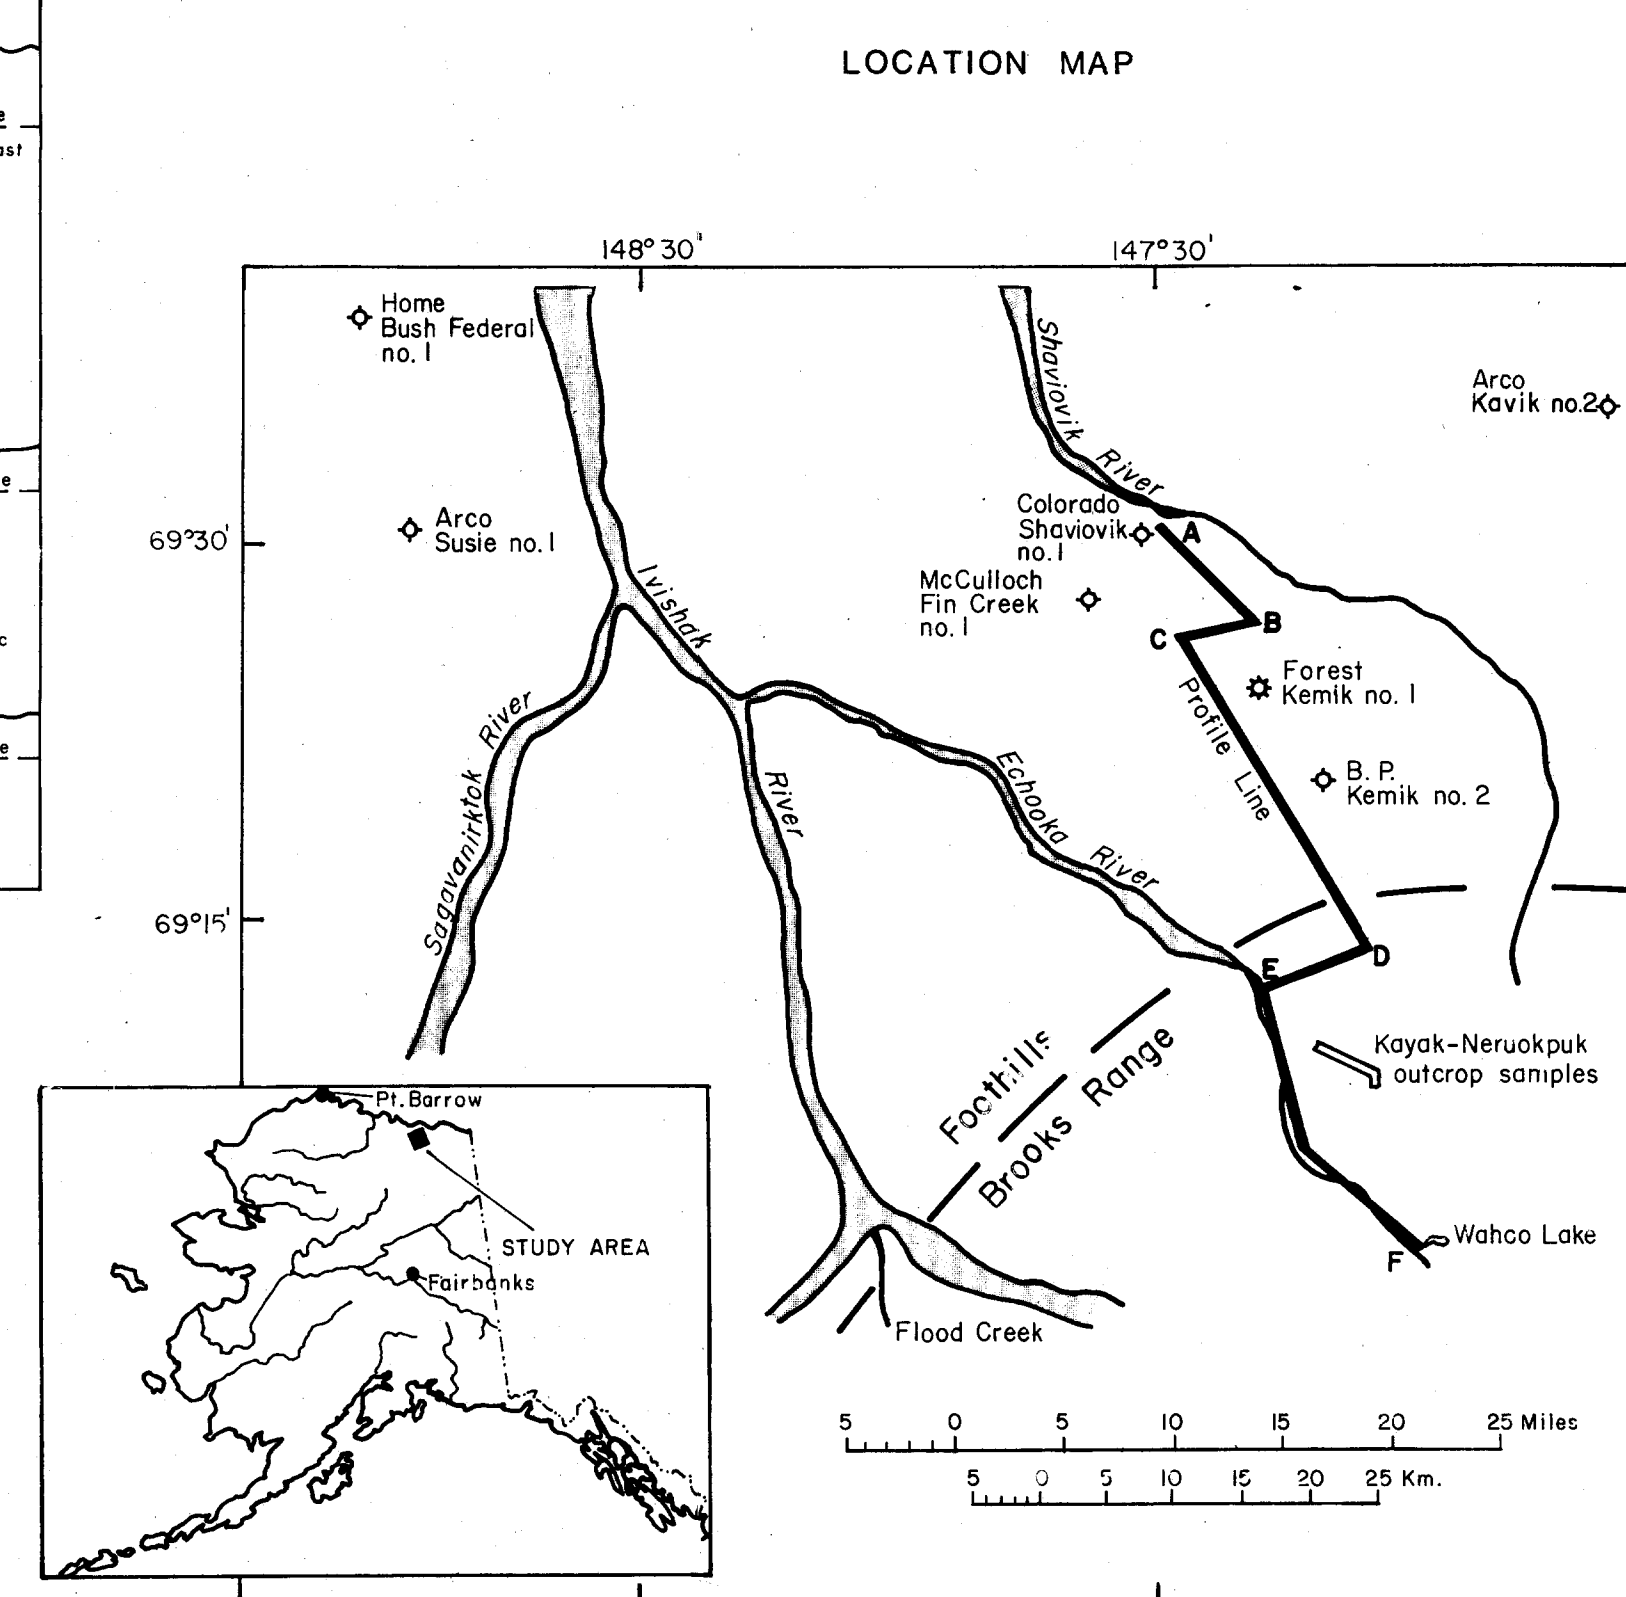 LOCATION MAP
e
ast
e
c
e
148°30'
147°30'
69°30'
69°15'
Home
Bush Federal
no. 1
Arco
Susie no. 1
Shaviovik River
Arco
Kavik no. 2
Colorado
Shaviovik
no. 1
McCulloch
Fin Creek
no. 1
A
B
C
Forest
Kemik no. 1
Profile Line
B. P.
Kemik no. 2
Ivishak River
Sagavanirktok River
Echooka River
D
E
Foothills
Brooks Range
Kayak-Neruokpuk
outcrop samples
Wahoo Lake
F
Flood Creek
Pt. Barrow
STUDY AREA
Fairbanks
5 0 5 10 15 20 25 Miles
5 0 5 10 15 20 25 Km.